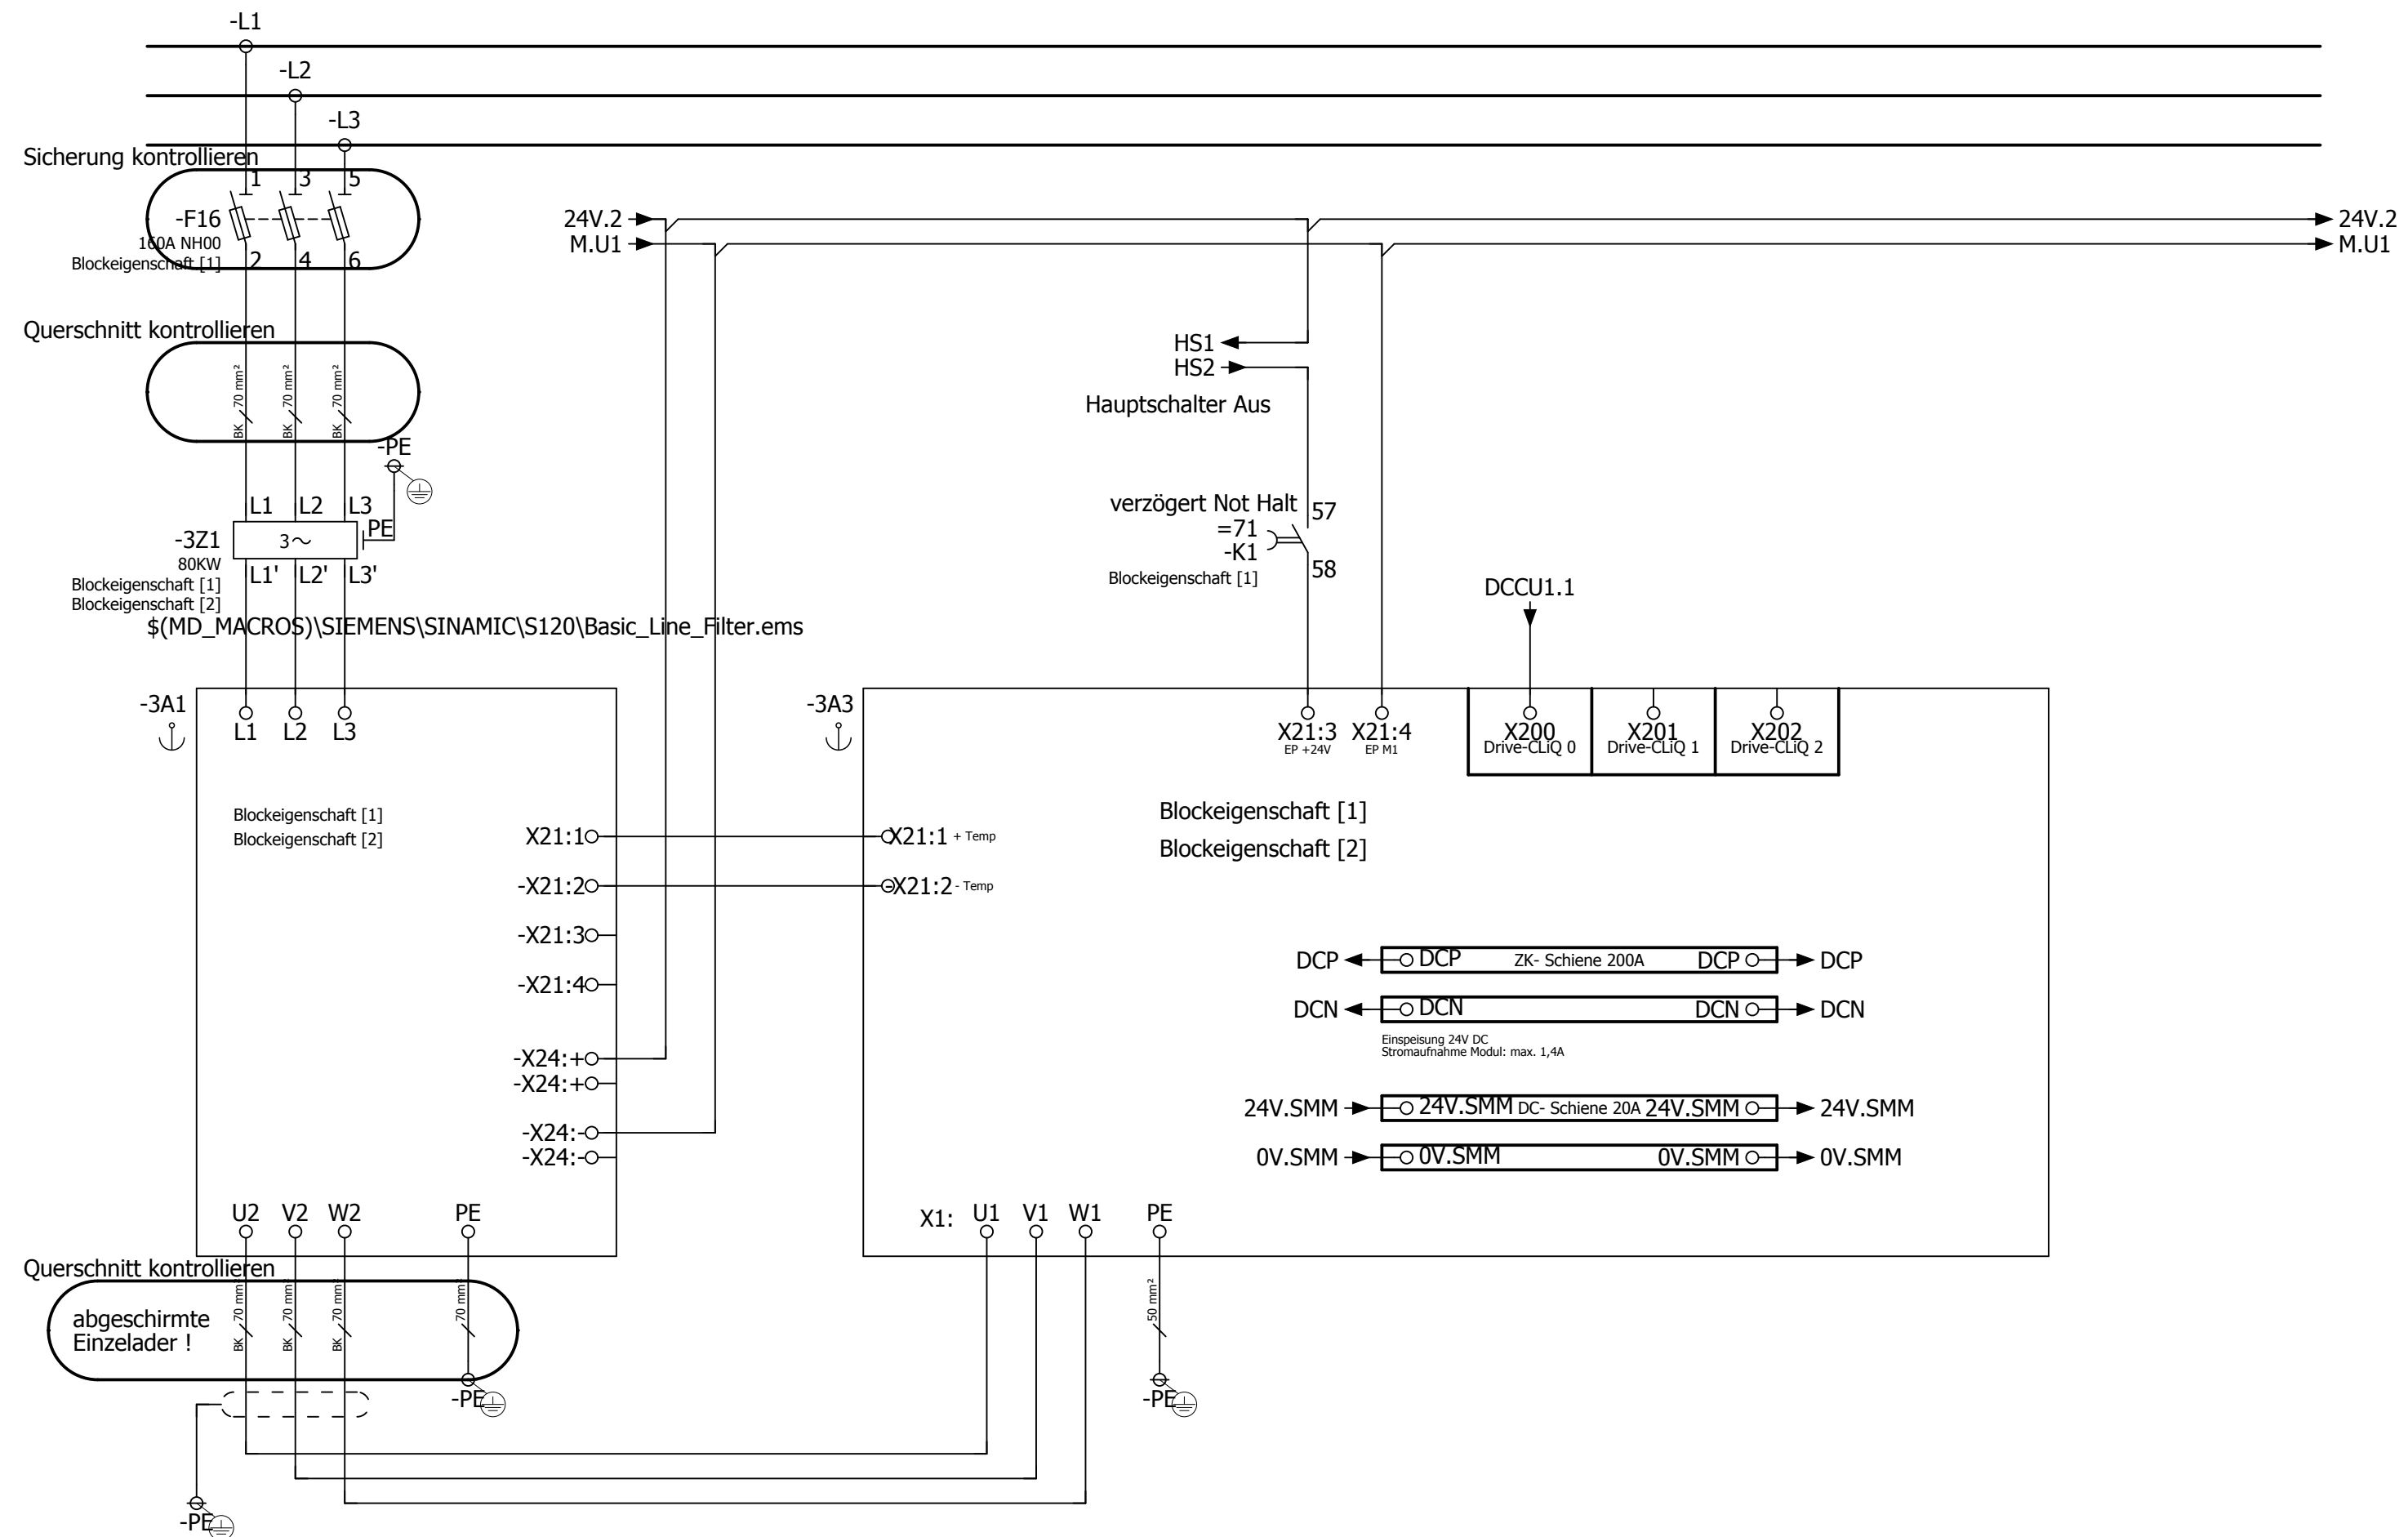 -L1
-L2
-L3
Sicherung kontrollieren
1 3 5
-F16
160A NH00
Blockeigenschaft [1]
2 4 6
24V.2 24V.2
M.U1 M.U1
Querschnitt kontrollieren
BK 70 mm² BK 70 mm² BK 70 mm²
-PE
HS1
HS2
Hauptschalter Aus
L1 L2 L3
PE
-3Z1
3~
80KW
L1' L2' L3'
Blockeigenschaft [1]
Blockeigenschaft [2]
$(MD_MACROS)\SIEMENS\SINAMIC\S120\Basic_Line_Filter.ems
verzögert Not Halt
57
=71
-K1
58
Blockeigenschaft [1]
DCCU1.1
-3A1
L1 L2 L3
Blockeigenschaft [1]
Blockeigenschaft [2]
X21:1
-X21:2
-X21:3
-X21:4
-X24:+
-X24:+
-X24:-
-X24:-
U2 V2 W2 PE
-3A3
X21:3 X21:4 X200 X201 X202
EP +24V EP M1 Drive-CLiQ 0 Drive-CLiQ 1 Drive-CLiQ 2
Blockeigenschaft [1]
Blockeigenschaft [2]
X21:1 + Temp
-X21:2 - Temp
DCP DCP ZK- Schiene 200A DCP DCP
DCN DCN DCN DCN
Einspeisung 24V DC
Stromaufnahme Modul: max. 1,4A
24V.SMM 24V.SMM DC- Schiene 20A 24V.SMM 24V.SMM
0V.SMM 0V.SMM 0V.SMM 0V.SMM
X1: U1 V1 W1 PE
Querschnitt kontrollieren
abgeschirmte
Einzelader !
BK 70 mm² BK 70 mm² BK 70 mm² 70 mm²
50 mm²
-PE
-PE
-PE